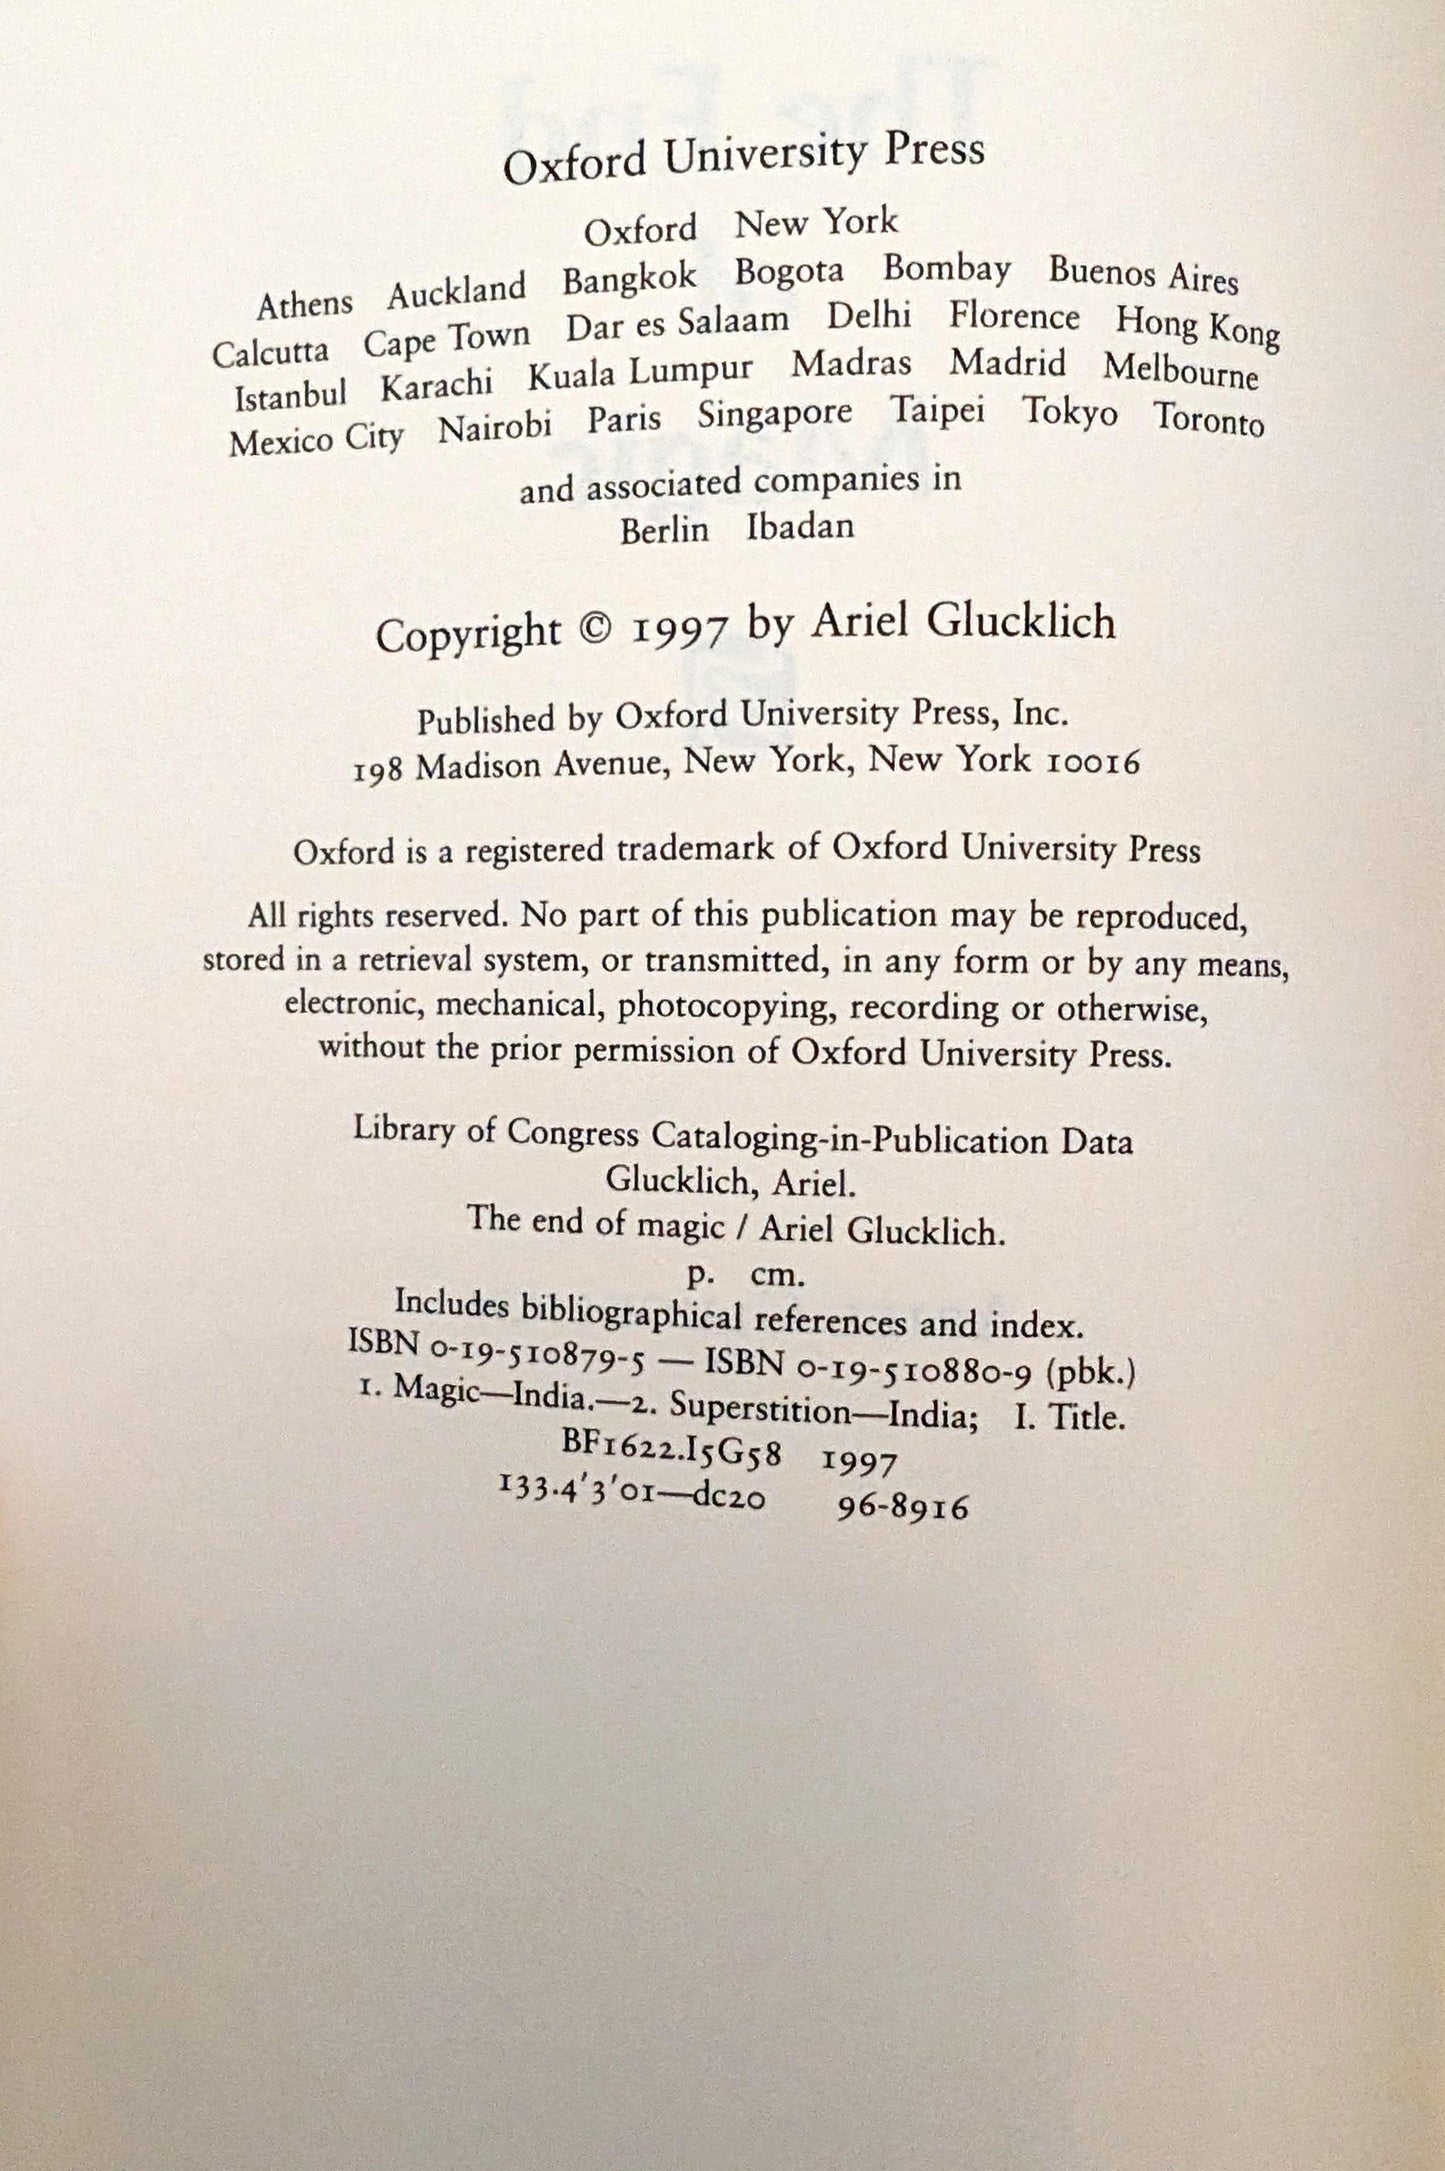 Oxford University Press
Oxford New York
Athens Auckland Bangkok Bogota Bombay Buenos Aires
Calcutta Cape Town Dar es Salaam Delhi Florence Hong Kong
Istanbul Karachi Kuala Lumpur Madras Madrid Melbourne
Mexico City Nairobi Paris Singapore Taipei Tokyo Toronto
and associated companies in
Berlin Ibadan
Copyright © 1997 by Ariel Glucklich
Published by Oxford University Press, Inc.
198 Madison Avenue, New York, New York 10016
Oxford is a registered trademark of Oxford University Press
All rights reserved. No part of this publication may be reproduced,
stored in a retrieval system, or transmitted, in any form or by any means,
electronic, mechanical, photocopying, recording or otherwise,
without the prior permission of Oxford University Press.
Library of Congress Cataloging-in-Publication Data
Glucklich, Ariel.
The end of magic / Ariel Glucklich.
p. cm.
Includes bibliographical references and index.
ISBN 0-19-510879-5 — ISBN 0-19-510880-9 (pbk.)
1. Magic—India.—2. Superstition—India; I. Title.
BF1622.I5G58 1997
133.4'3'01—dc20 96-8916